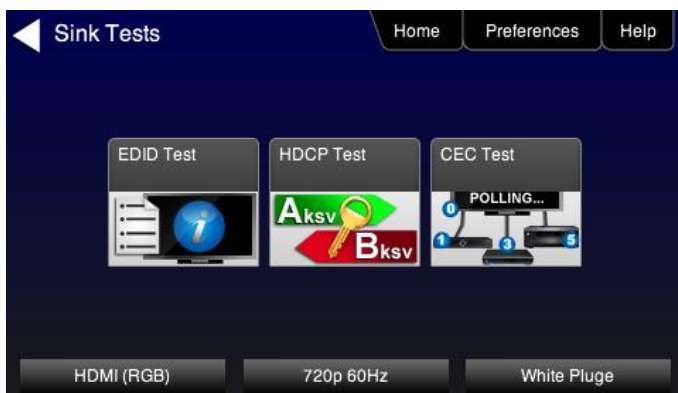 Sink Tests
Home
Preferences
Help
EDID Test
HDCP Test
CEC Test
i
Aksv
Bksv
POLLING...
0
1
3
5
HDMI (RGB)
720p 60Hz
White Pluge